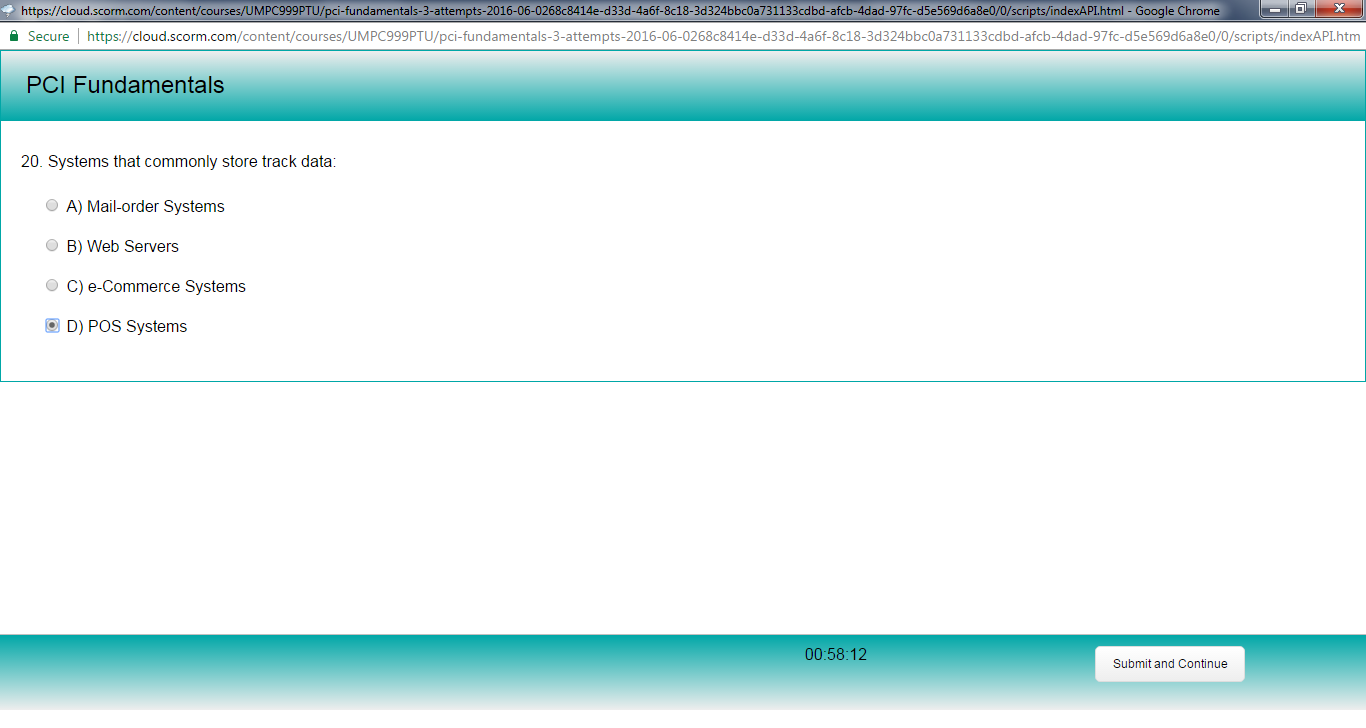 https://cloud.scorm.com/content/courses/UMPC999PTU/pci-fundamentals-3-attempts-2016-06-0268c8414e-d33d-4a6f-8c18-3d324bbc0a731133cdbd-afcb-4dad-97fc-d5e569d6a8e0/0/scripts/indexAPI.html - Google Chrome
Secure | https://cloud.scorm.com/content/courses/UMPC999PTU/pci-fundamentals-3-attempts-2016-06-0268c8414e-d33d-4a6f-8c18-3d324bbc0a731133cdbd-afcb-4dad-97fc-d5e569d6a8e0/0/scripts/indexAPI.htm
PCI Fundamentals
20. Systems that commonly store track data:
A) Mail-order Systems
B) Web Servers
C) e-Commerce Systems
D) POS Systems
00:58:12
Submit and Continue